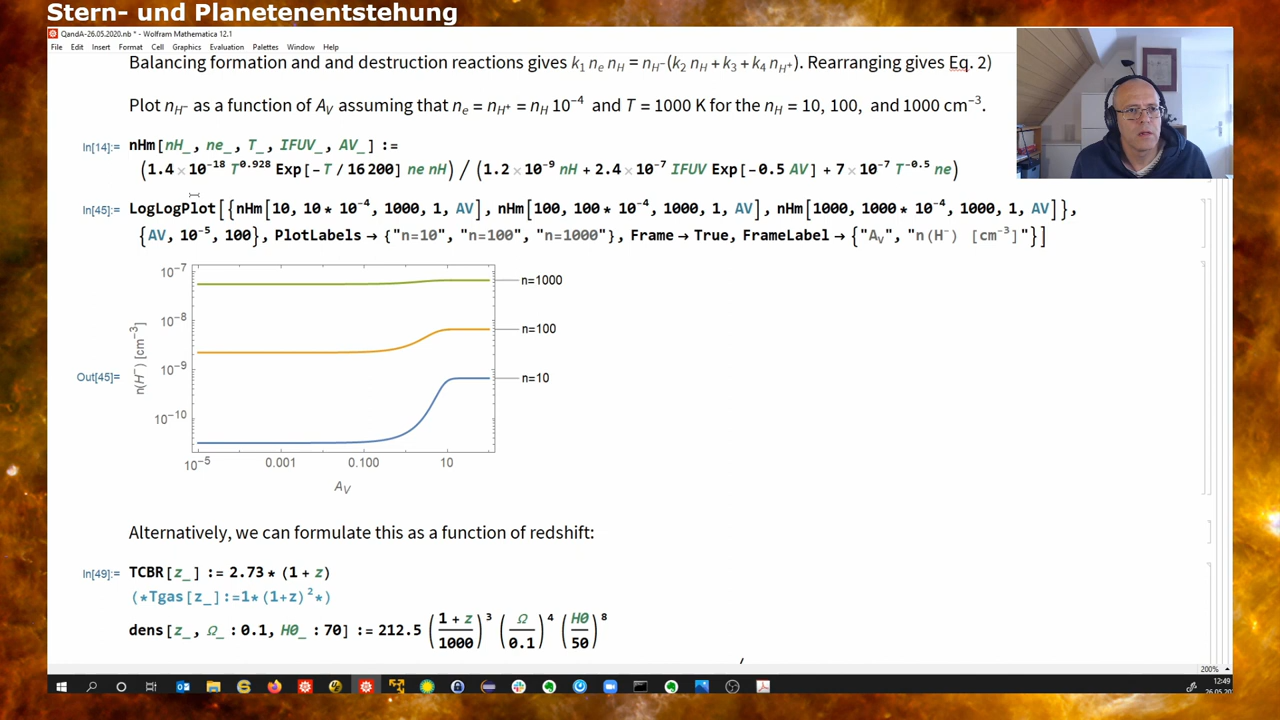 Stern- und Planetenentstehung
QandA-26.05.2020.nb * - Wolfram Mathematica 12.1
File Edit Insert Format Cell Graphics Evaluation Palettes Window Help
Balancing formation and and destruction reactions gives k₁ nₑ n_H = n_H⁻(k₂ n_H + k₃ + k₄ n_H⁺). Rearranging gives Eq. 2)
Plot n_H⁻ as a function of A_V assuming that nₑ = n_H⁺ = n_H 10⁻⁴ and T = 1000 K for the n_H = 10, 100, and 1000 cm⁻³.
In[14]:= nHm[nH_, ne_, T_, IFUV_, AV_] :=
(1.4×10⁻¹⁸ T^0.928 Exp[-T / 16200] ne nH) / (1.2×10⁻⁹ nH + 2.4×10⁻⁷ IFUV Exp[-0.5 AV] + 7×10⁻⁷ T^-0.5 ne)
In[45]:= LogLogPlot[{nHm[10, 10*10⁻⁴, 1000, 1, AV], nHm[100, 100*10⁻⁴, 1000, 1, AV], nHm[1000, 1000*10⁻⁴, 1000, 1, AV]},
{AV, 10⁻⁵, 100}, PlotLabels → {"n=10", "n=100", "n=1000"}, Frame → True, FrameLabel → {"A_V", "n(H⁻) [cm⁻³]"}]
10⁻⁷
n=1000
10⁻⁸
n=100
n(H⁻) [cm⁻³]
10⁻⁹
Out[45]=
n=10
10⁻¹⁰
10⁻⁵ 0.001 0.100 10
A_V
Alternatively, we can formulate this as a function of redshift:
In[49]:= TCBR[z_] := 2.73* (1 + z)
(*Tgas[z_]:=1*(1+z)²*)
dens[z_, Ω_ : 0.1, H0_ : 70] := 212.5 ((1 + z)/1000)³ (Ω/0.1)⁴ (H0/50)⁸
200%
12:49
26.05.20